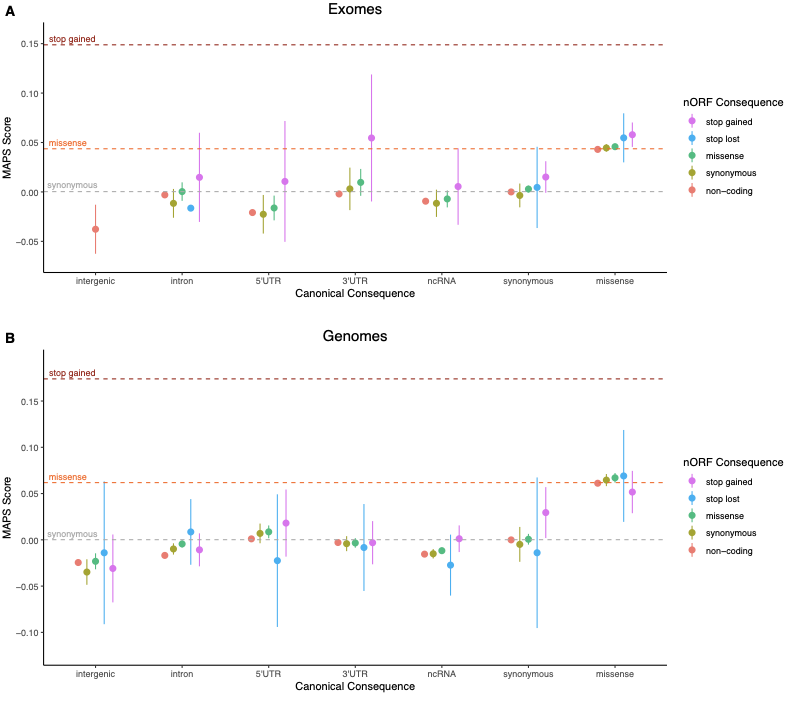 A
Exomes
MAPS Score
0.15
0.10
0.05
0.00
−0.05
stop gained
missense
synonymous
intergenic intron 5'UTR 3'UTR ncRNA synonymous missense
Canonical Consequence
nORF Consequence
stop gained
stop lost
missense
synonymous
non−coding
B
Genomes
MAPS Score
0.15
0.10
0.05
0.00
−0.05
−0.10
stop gained
missense
synonymous
intergenic intron 5'UTR 3'UTR ncRNA synonymous missense
Canonical Consequence
nORF Consequence
stop gained
stop lost
missense
synonymous
non−coding